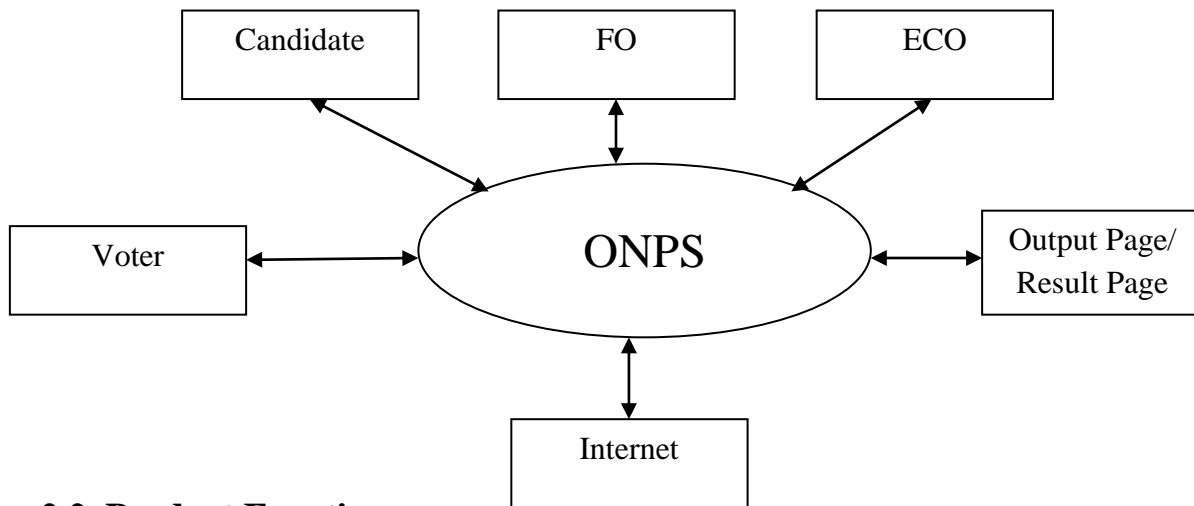 Candidate
FO
ECO
Voter
ONPS
Output Page/
Result Page
Internet